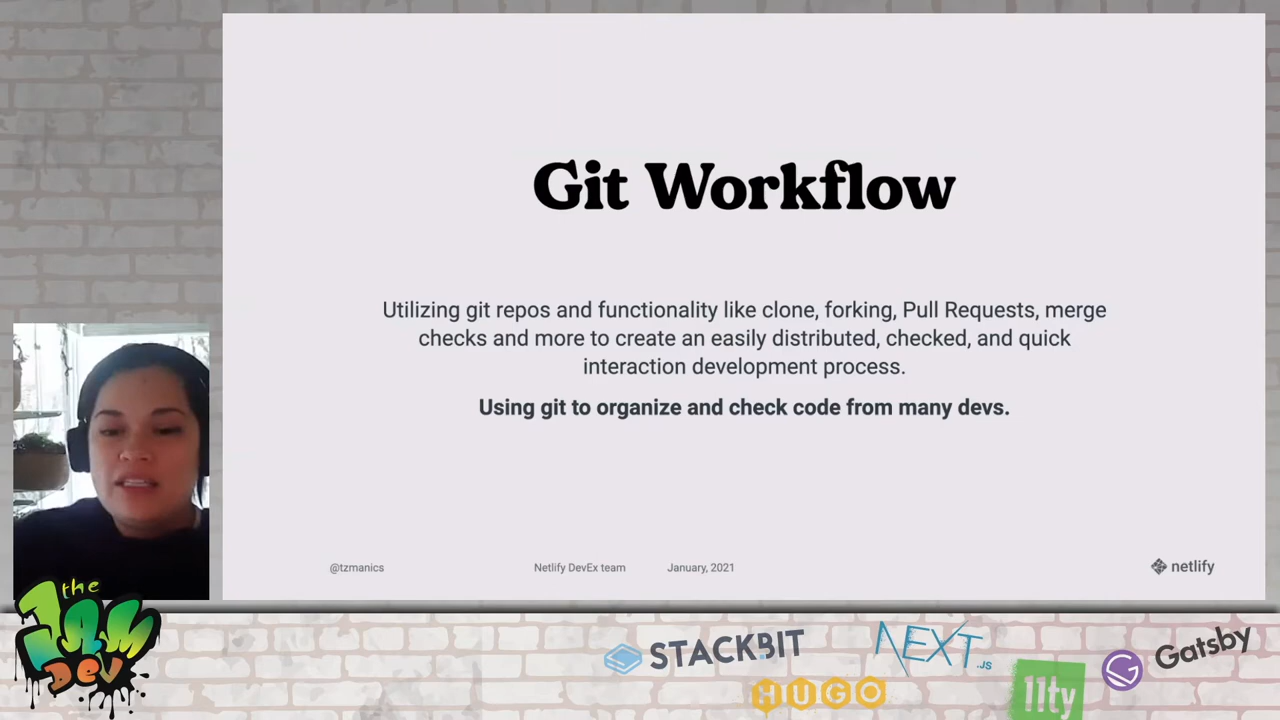 Git Workflow
Utilizing git repos and functionality like clone, forking, Pull Requests, merge
checks and more to create an easily distributed, checked, and quick
interaction development process.
Using git to organize and check code from many devs.
@tzmanics
Netlify DevEx team
January, 2021
netlify
the
JAM
DEV
STACKBIT
NEXT.JS
HUGO
11ty
Gatsby